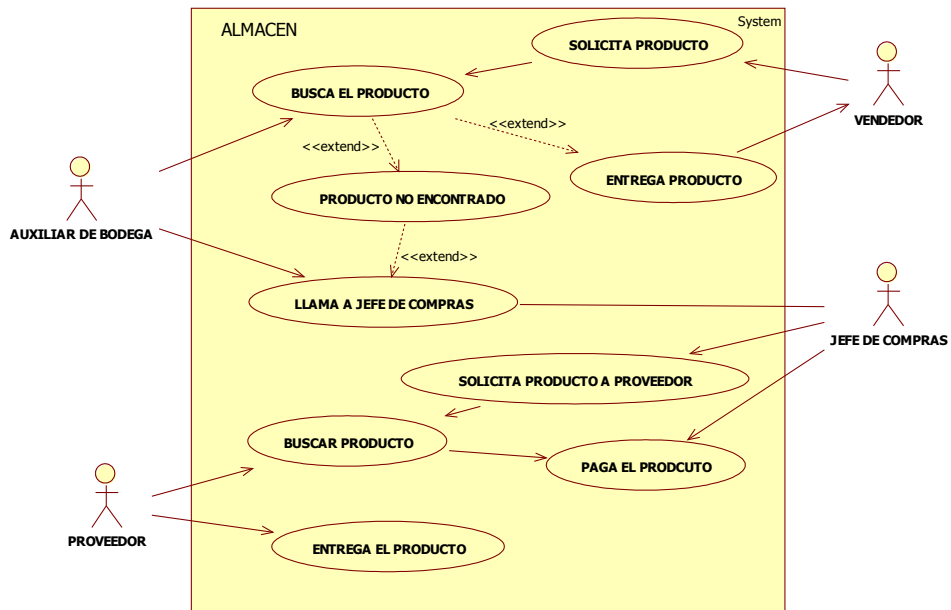 ALMACEN
System
SOLICITA PRODUCTO
BUSCA EL PRODUCTO
VENDEDOR
<<extend>>
<<extend>>
ENTREGA PRODUCTO
PRODUCTO NO ENCONTRADO
AUXILIAR DE BODEGA
<<extend>>
LLAMA A JEFE DE COMPRAS
JEFE DE COMPRAS
SOLICITA PRODUCTO A PROVEEDOR
BUSCAR PRODUCTO
PAGA EL PRODCUTO
PROVEEDOR
ENTREGA EL PRODUCTO